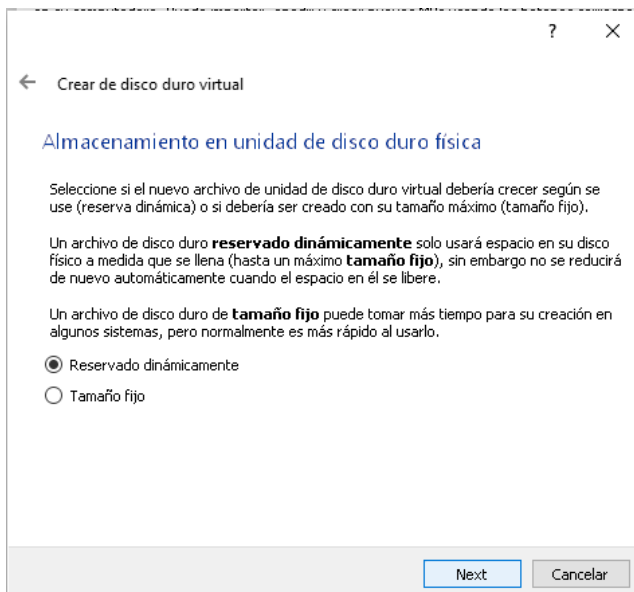 ?
Crear de disco duro virtual
Almacenamiento en unidad de disco duro física
Seleccione si el nuevo archivo de unidad de disco duro virtual debería crecer según se
use (reserva dinámica) o si debería ser creado con su tamaño máximo (tamaño fijo).
Un archivo de disco duro reservado dinámicamente solo usará espacio en su disco
físico a medida que se llena (hasta un máximo tamaño fijo), sin embargo no se reducirá
de nuevo automáticamente cuando el espacio en él se libere.
Un archivo de disco duro de tamaño fijo puede tomar más tiempo para su creación en
algunos sistemas, pero normalmente es más rápido al usarlo.
Reservado dinámicamente
Tamaño fijo
Next Cancelar